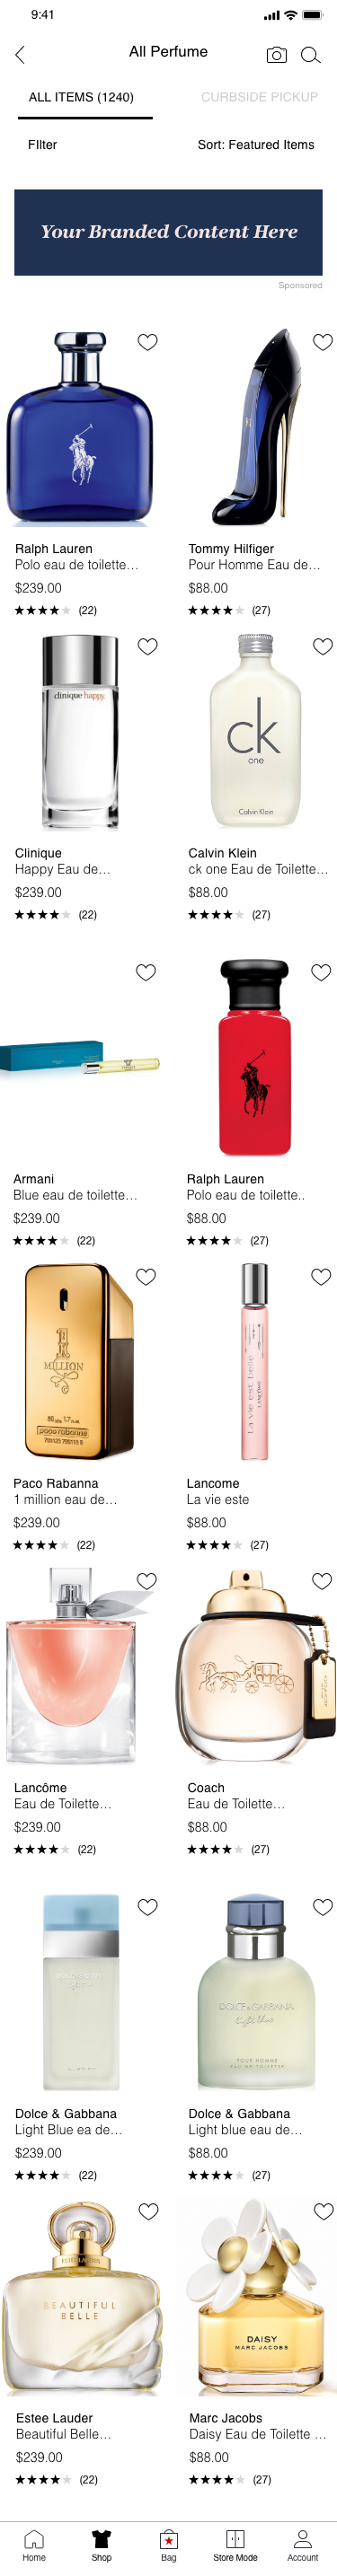 9:41
All Perfume
ALL ITEMS (1240)
CURBSIDE PICKUP
FIlter
Sort: Featured Items
Your Branded Content Here
Sponsored
Ralph Lauren
Polo eau de toilette...
$239.00
(22)
Tommy Hilfiger
Pour Homme Eau de...
$88.00
(27)
clinique happy.
ck
one
Calvin Klein
Clinique
Happy Eau de...
$239.00
(22)
Calvin Klein
ck one Eau de Toilette...
$88.00
(27)
Armani
Blue eau de toilette...
$239.00
(22)
Ralph Lauren
Polo eau de toilette..
$88.00
(27)
1
MILLION
paco rabanne
La vie est belle
LANCÔME
Paco Rabanna
1 million eau de...
$239.00
(22)
Lancome
La vie este
$88.00
(27)
Lancôme
Eau de Toilette...
$239.00
(22)
Coach
Eau de Toilette...
$88.00
(27)
DOLCE & GABBANA
light blue
POUR HOMME
EAU DE TOILETTE
Dolce & Gabbana
Light Blue ea de...
$239.00
(22)
Dolce & Gabbana
Light blue eau de...
$88.00
(27)
ESTEE LAUDER
BEAUTIFUL
BELLE
DAISY
MARC JACOBS
Estee Lauder
Beautiful Belle...
$239.00
(22)
Marc Jacobs
Daisy Eau de Toilette ...
$88.00
(27)
Home
Shop
Bag
Store Mode
Account